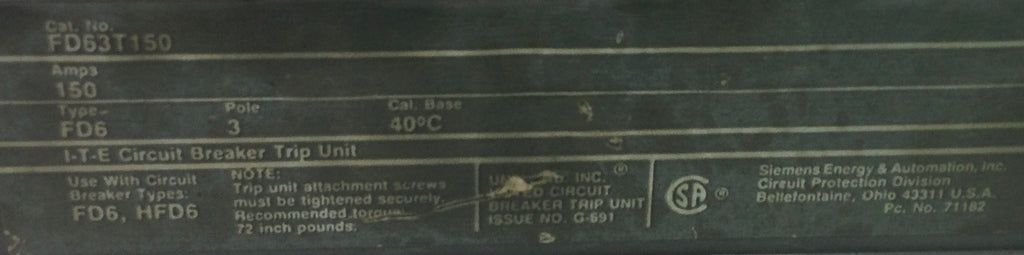 Cat. No.
FD63T150
Amps
150
Type Pole Cal. Base
FD6 3 40°C
I-T-E Circuit Breaker Trip Unit
Use With Circuit
Breaker Types:
FD6, HFD6
NOTE:
Trip unit attachment screws
must be tightened securely.
Recommended torque
72 inch pounds.
INC. ®
CIRCUIT
BREAKER TRIP UNIT
ISSUE NO. G-691
SA ®
Siemens Energy & Automation, Inc.
Circuit Protection Division
Bellefontaine, Ohio 43311 U.S.A.
Pc. No. 71182